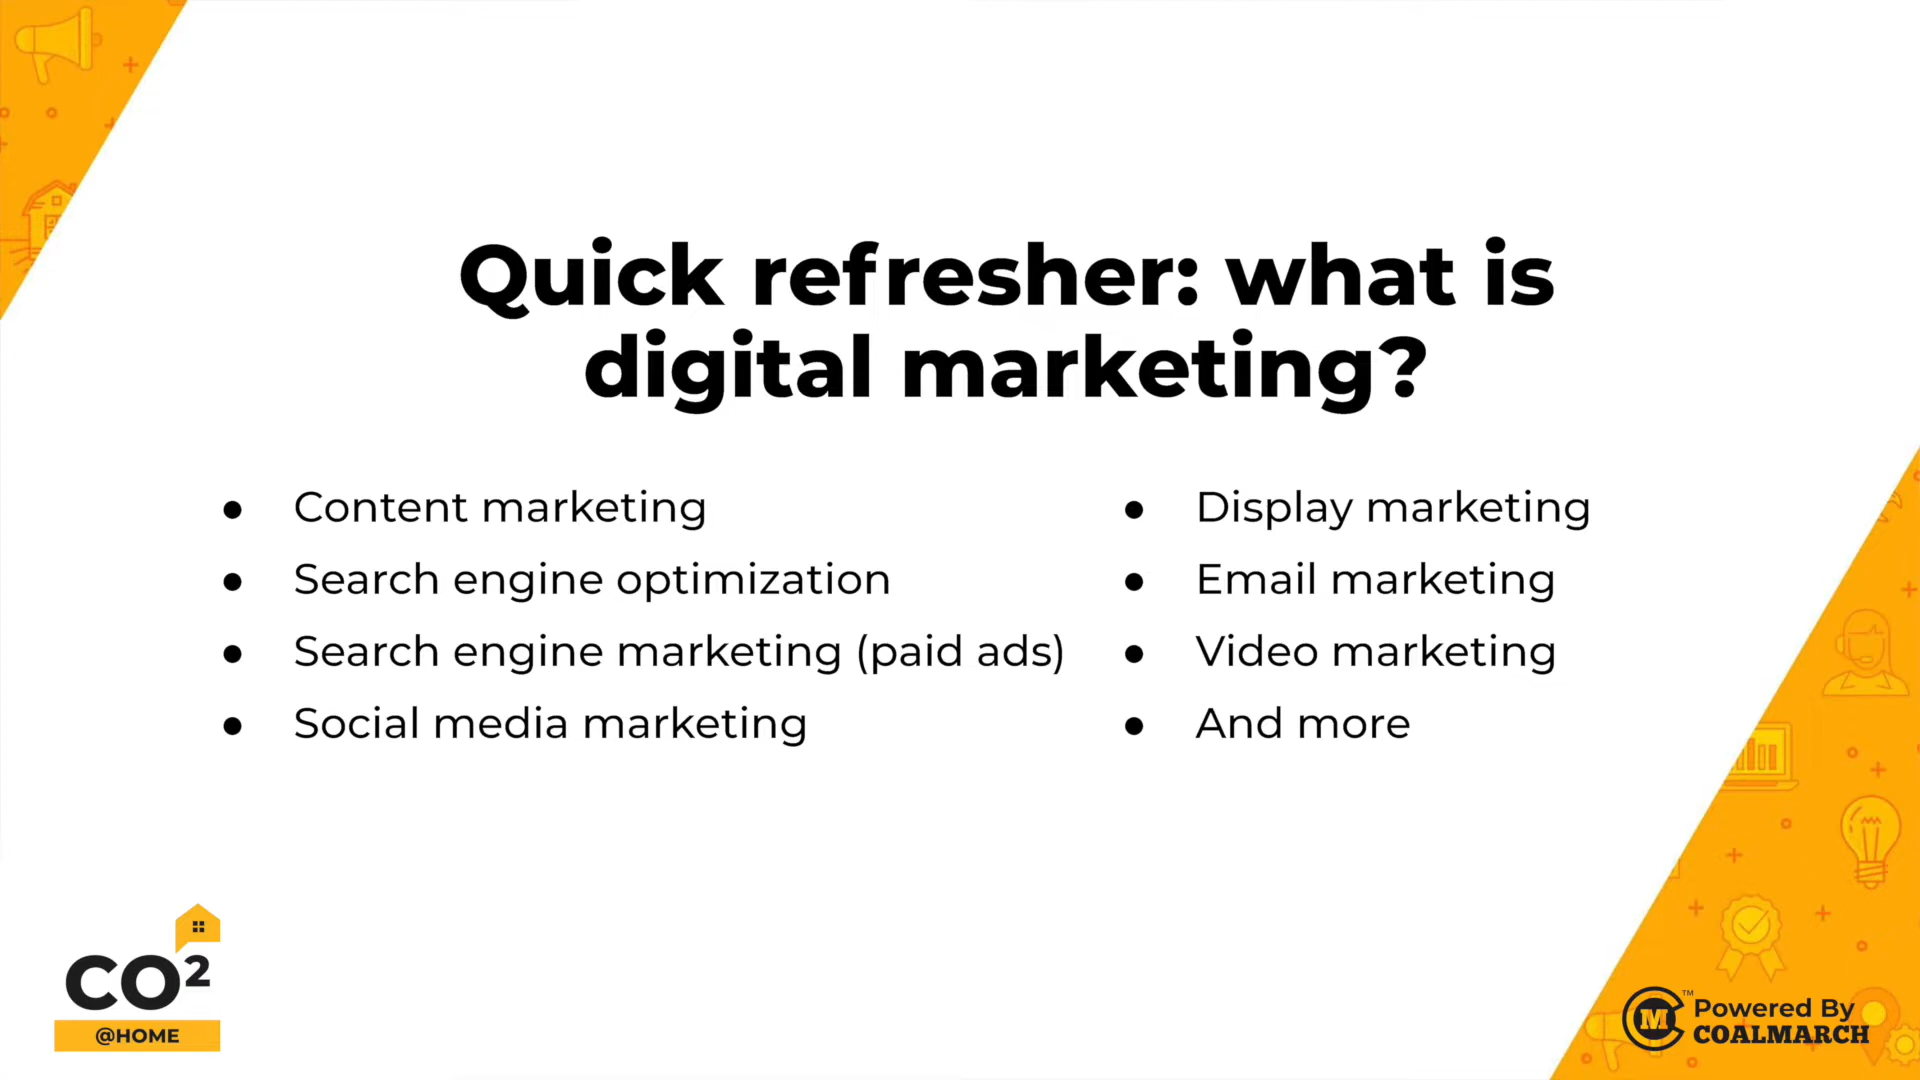 Quick refresher: what is
digital marketing?
● Content marketing
● Search engine optimization
● Search engine marketing (paid ads)
● Social media marketing
● Display marketing
● Email marketing
● Video marketing
● And more
CO²
@HOME
CM™ Powered By
COALMARCH